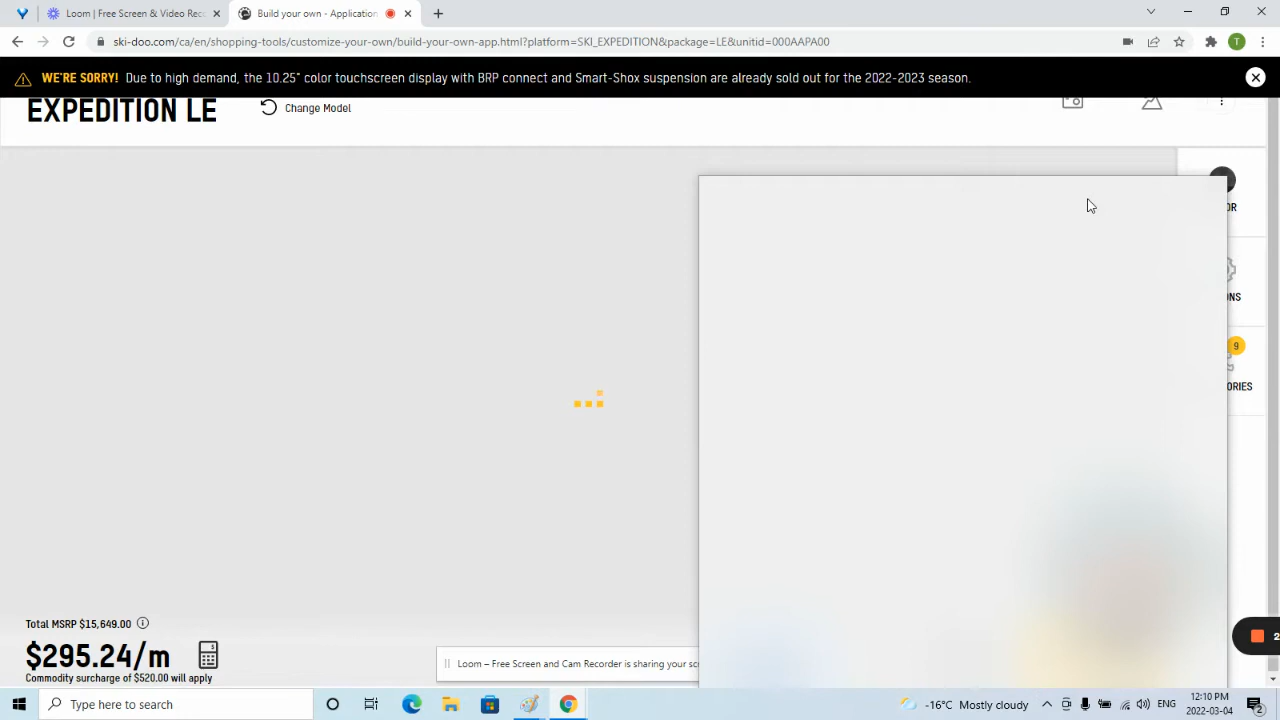 Loom | Free Screen & Video Rec
Build your own - Application
ski-doo.com/ca/en/shopping-tools/customize-your-own/build-your-own-app.html?platform=SKI_EXPEDITION&package=LE&unitid=000AAPA00
T
WE'RE SORRY! Due to high demand, the 10.25" color touchscreen display with BRP connect and Smart-Shox suspension are already sold out for the 2022-2023 season.
EXPEDITION LE
Change Model
OR
ONS
9
ORIES
Total MSRP $15,649.00
$295.24/m
Commodity surcharge of $520.00 will apply
Loom – Free Screen and Cam Recorder is sharing your scr
2
Type here to search
-16°C Mostly cloudy
ENG
12:10 PM
2022-03-04
2